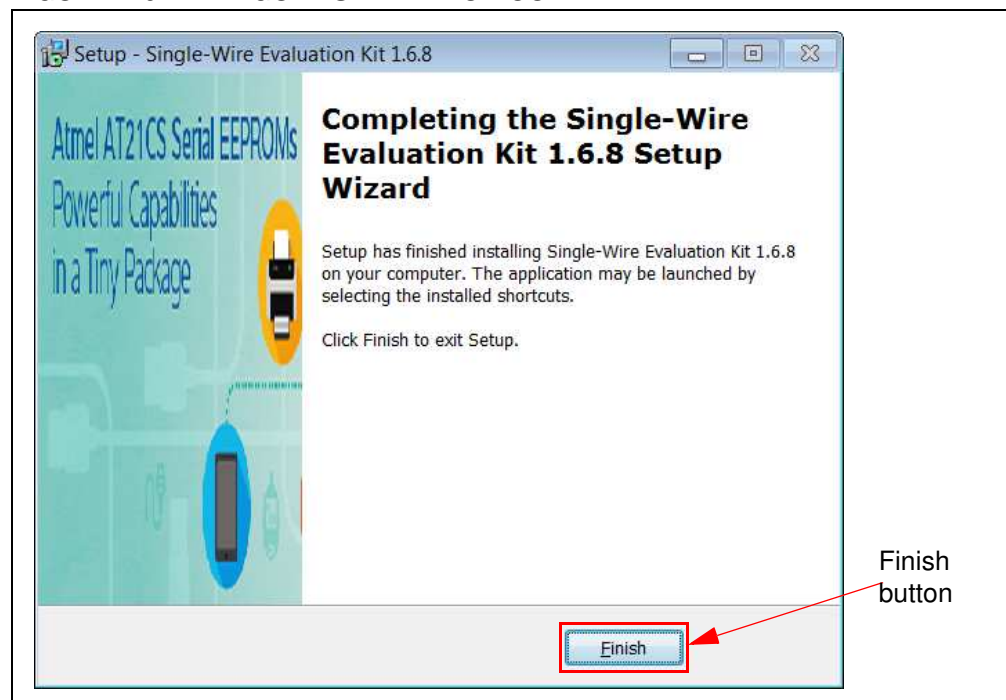 Setup - Single-Wire Evaluation Kit 1.6.8
Atmel AT21CS Serial EEPROMs
Powerful Capabilities
in a Tiny Package
Completing the Single-Wire
Evaluation Kit 1.6.8 Setup
Wizard
Setup has finished installing Single-Wire Evaluation Kit 1.6.8
on your computer. The application may be launched by
selecting the installed shortcuts.
Click Finish to exit Setup.
Finish
button
Finish